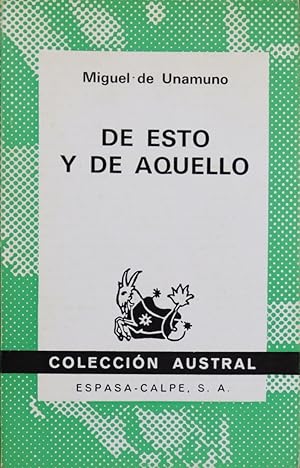 Miguel de Unamuno
DE ESTO
Y DE AQUELLO
COLECCIÓN AUSTRAL
ESPASA-CALPE, S. A.